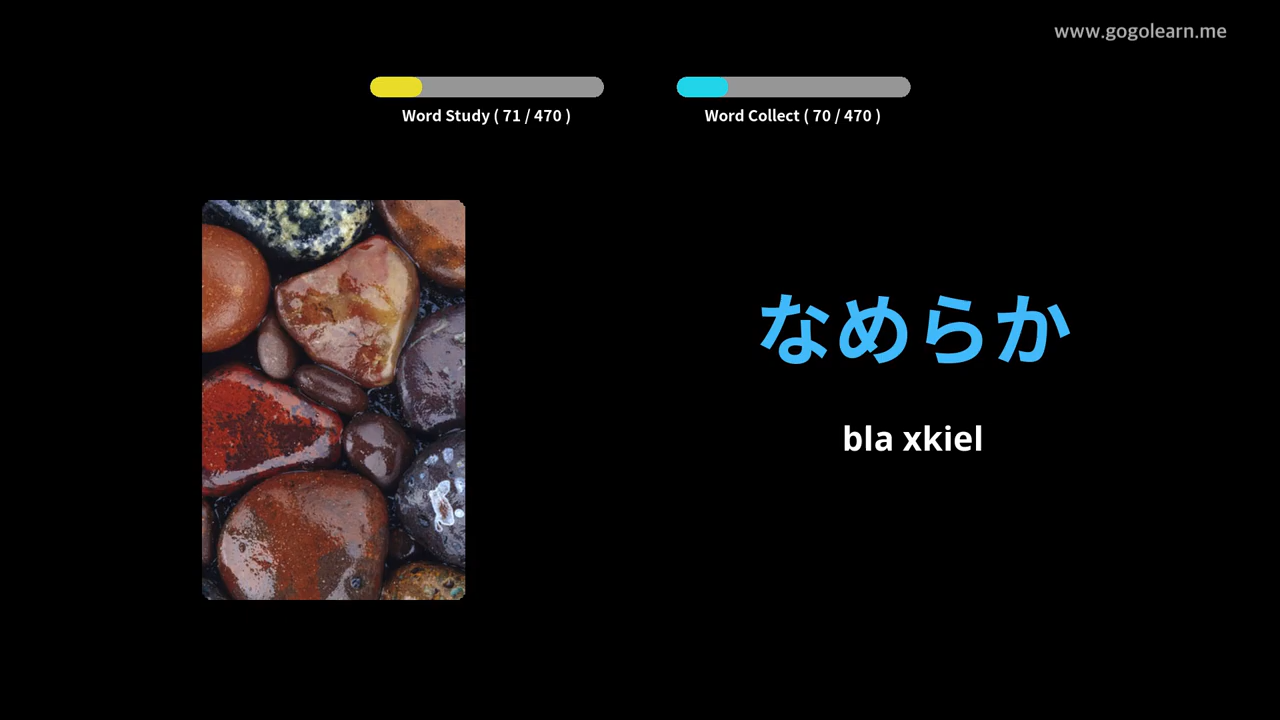 www.gogolearn.me
Word Study ( 71 / 470 )
Word Collect ( 70 / 470 )
なめらか
bla xkiel